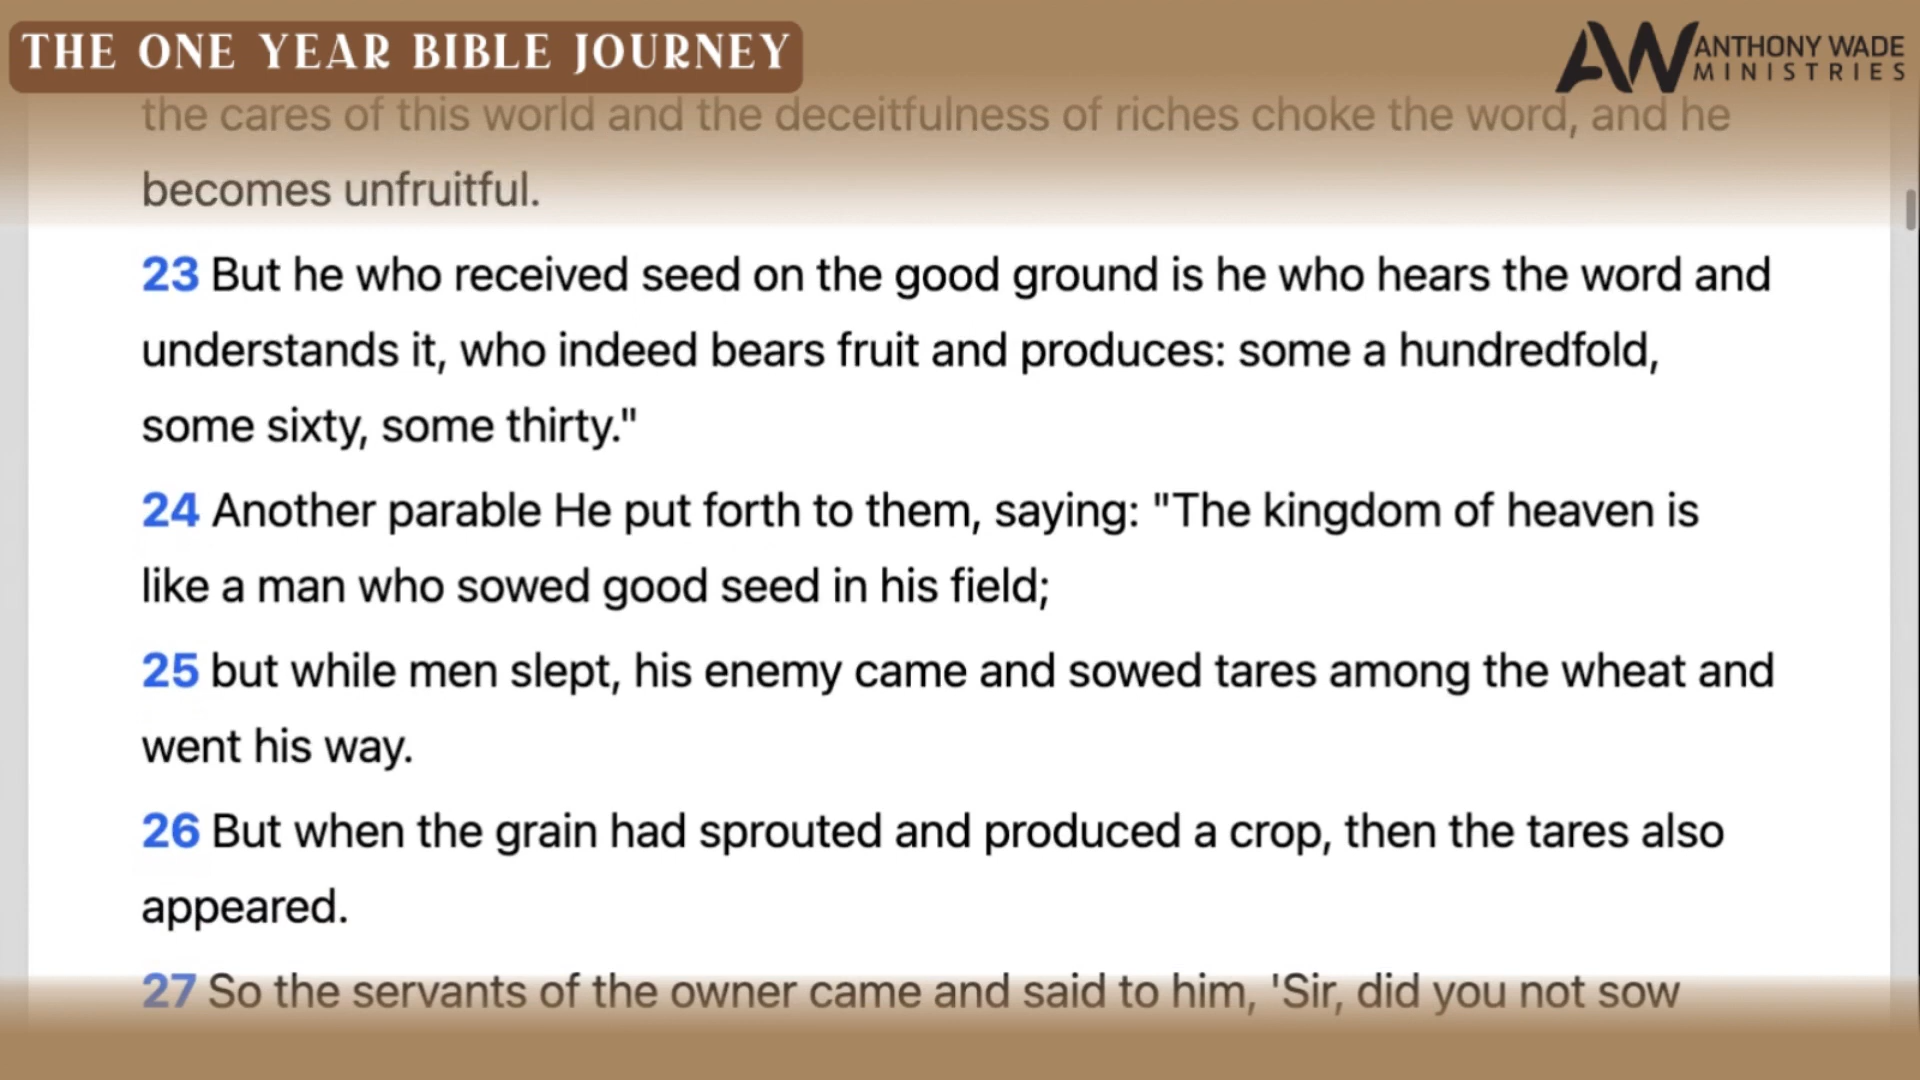 THE ONE YEAR BIBLE JOURNEY
AW ANTHONY WADE
MINISTRIES
the cares of this world and the deceitfulness of riches choke the word, and he
becomes unfruitful.
23 But he who received seed on the good ground is he who hears the word and
understands it, who indeed bears fruit and produces: some a hundredfold,
some sixty, some thirty."
24 Another parable He put forth to them, saying: "The kingdom of heaven is
like a man who sowed good seed in his field;
25 but while men slept, his enemy came and sowed tares among the wheat and
went his way.
26 But when the grain had sprouted and produced a crop, then the tares also
appeared.
27 So the servants of the owner came and said to him, 'Sir, did you not sow